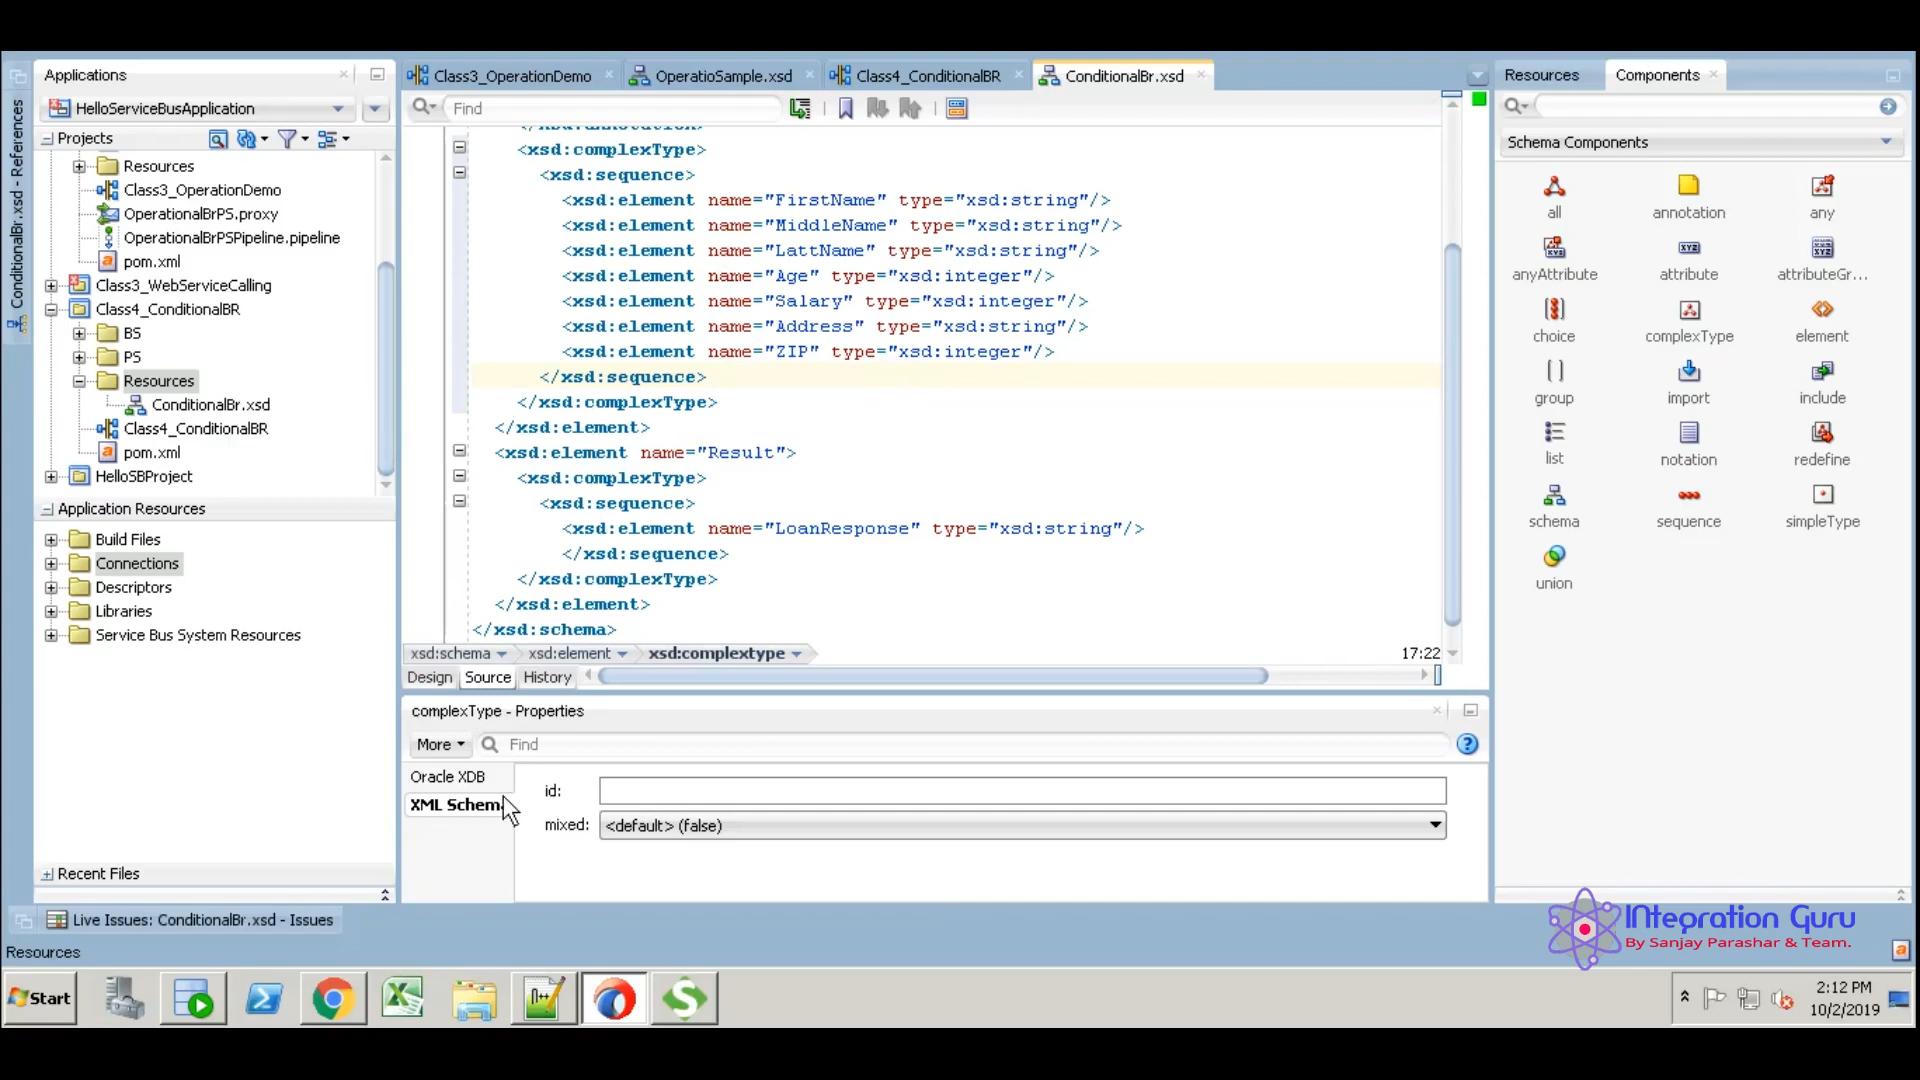 Applications
Class3_OperationDemo
OperatioSample.xsd
Class4_ConditionalBR
ConditionalBr.xsd
Resources
Components
HelloServiceBusApplication
Find
Projects
Schema Components
ConditionalBr.xsd - References
Resources
Class3_OperationDemo
OperationalBrPS.proxy
OperationalBrPSPipeline.pipeline
pom.xml
Class3_WebServiceCalling
Class4_ConditionalBR
BS
PS
Resources
ConditionalBr.xsd
Class4_ConditionalBR
pom.xml
HelloSBProject
Application Resources
Build Files
Connections
Descriptors
Libraries
Service Bus System Resources
Recent Files
</xsd:annotation>
<xsd:complexType>
<xsd:sequence>
<xsd:element name="FirstName" type="xsd:string"/>
<xsd:element name="MiddleName" type="xsd:string"/>
<xsd:element name="LattName" type="xsd:string"/>
<xsd:element name="Age" type="xsd:integer"/>
<xsd:element name="Salary" type="xsd:integer"/>
<xsd:element name="Address" type="xsd:string"/>
<xsd:element name="ZIP" type="xsd:integer"/>
</xsd:sequence>
</xsd:complexType>
</xsd:element>
<xsd:element name="Result">
<xsd:complexType>
<xsd:sequence>
<xsd:element name="LoanResponse" type="xsd:string"/>
</xsd:sequence>
</xsd:complexType>
</xsd:element>
</xsd:schema>
xsd:schema xsd:element xsd:complextype
17:22
Design Source History
complexType - Properties
More
Find
Oracle XDB
XML Schema
id:
mixed: <default> (false)
all annotation any
anyAttribute attribute attributeGr...
choice complexType element
group import include
list notation redefine
schema sequence simpleType
union
Live Issues: ConditionalBr.xsd - Issues
Resources
INtegration Guru
By Sanjay Parashar & Team.
Start
n++
2:12 PM
10/2/2019